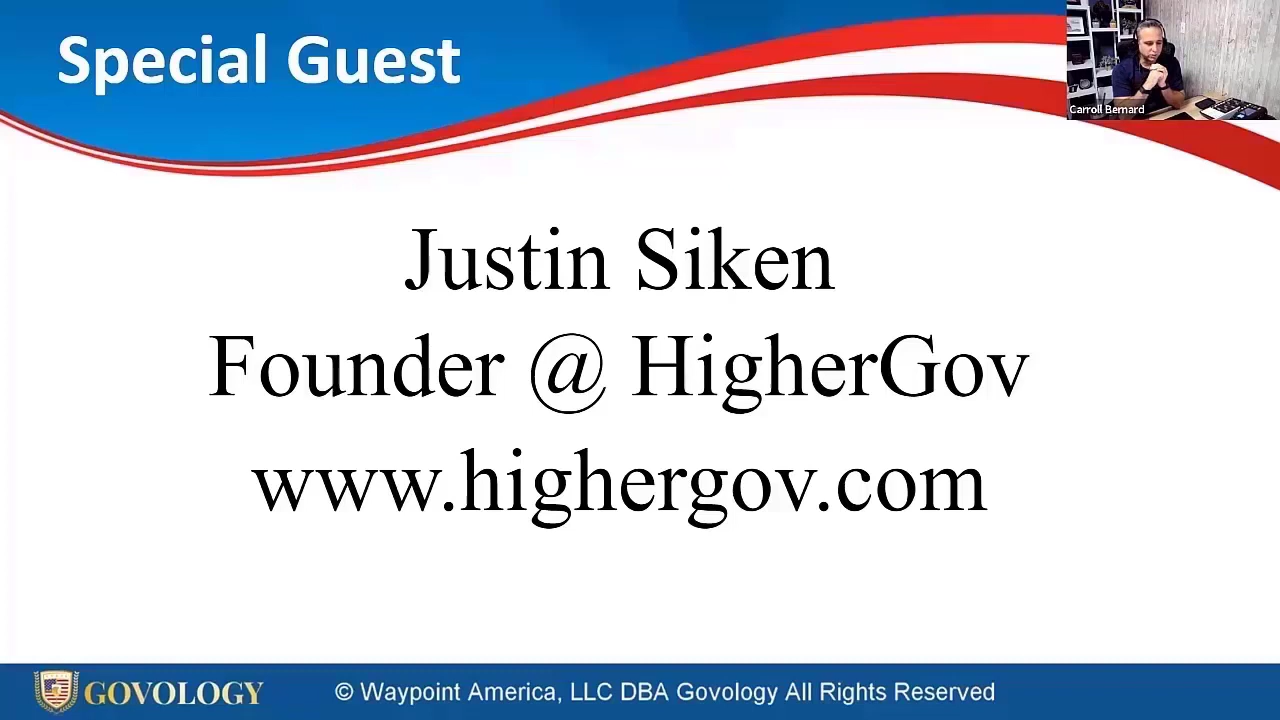 Special Guest
Carroll Bernard
Justin Siken
Founder @ HigherGov
www.highergov.com
GOVOLOGY
© Waypoint America, LLC DBA Govology All Rights Reserved